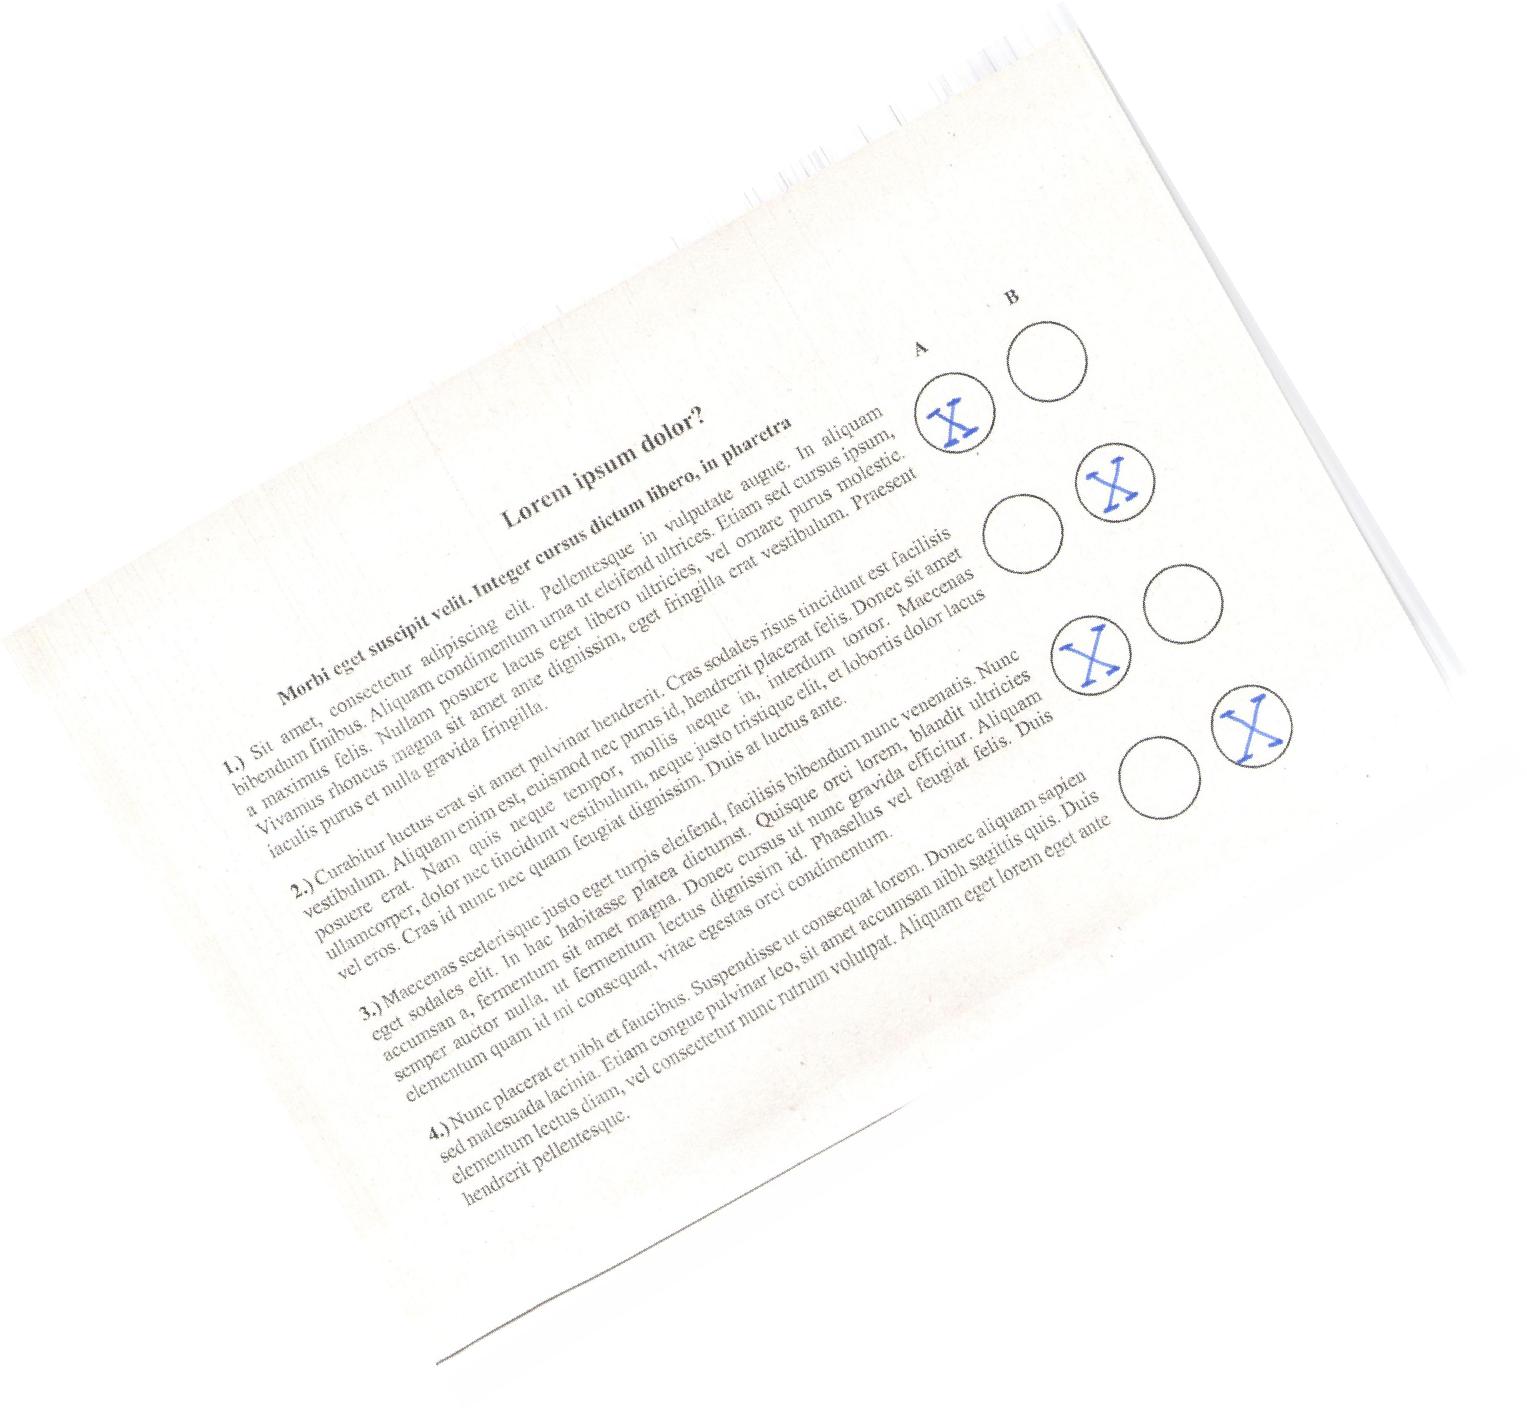 A B
Lorem ipsum dolor?
Morbi eget suscipit velit. Integer cursus dictum libero, in pharetra
1.) Sit amet, consectetur adipiscing elit. Pellentesque in vulputate augue. In aliquam
bibendum finibus. Aliquam condimentum urna ut eleifend ultrices. Etiam sed cursus ipsum,
a maximus felis. Nullam posuere lacus eget libero ultricies, vel ornare purus molestie.
Vivamus rhoncus magna sit amet ante dignissim, eget fringilla erat vestibulum. Praesent
iaculis purus et nulla gravida fringilla.
X
2.) Curabitur luctus erat sit amet pulvinar hendrerit. Cras sodales risus tincidunt est facilisis
vestibulum. Aliquam enim est, euismod nec purus id, hendrerit placerat felis. Donec sit amet
posuere erat. Nam quis neque tempor, mollis neque in, interdum tortor. Maecenas
ullamcorper, dolor nec tincidunt vestibulum, neque justo tristique elit, et lobortis dolor lacus
vel eros. Cras id nunc nec quam feugiat dignissim. Duis at luctus ante.
X
3.) Maecenas scelerisque justo eget turpis eleifend, facilisis bibendum nunc venenatis. Nunc
eget sodales elit. In hac habitasse platea dictumst. Quisque orci lorem, blandit ultricies
accumsan a, fermentum sit amet magna. Donec cursus ut nunc gravida efficitur. Aliquam
semper auctor nulla, ut fermentum lectus dignissim id. Phasellus vel feugiat felis. Duis
elementum quam id mi consequat, vitae egestas orci condimentum.
X
4.) Nunc placerat et nibh et faucibus. Suspendisse ut consequat lorem. Donec aliquam sapien
sed malesuada lacinia. Etiam congue pulvinar leo, sit amet accumsan nibh sagittis quis. Duis
elementum lectus diam, vel consectetur nunc rutrum volutpat. Aliquam eget lorem eget ante
hendrerit pellentesque.
X